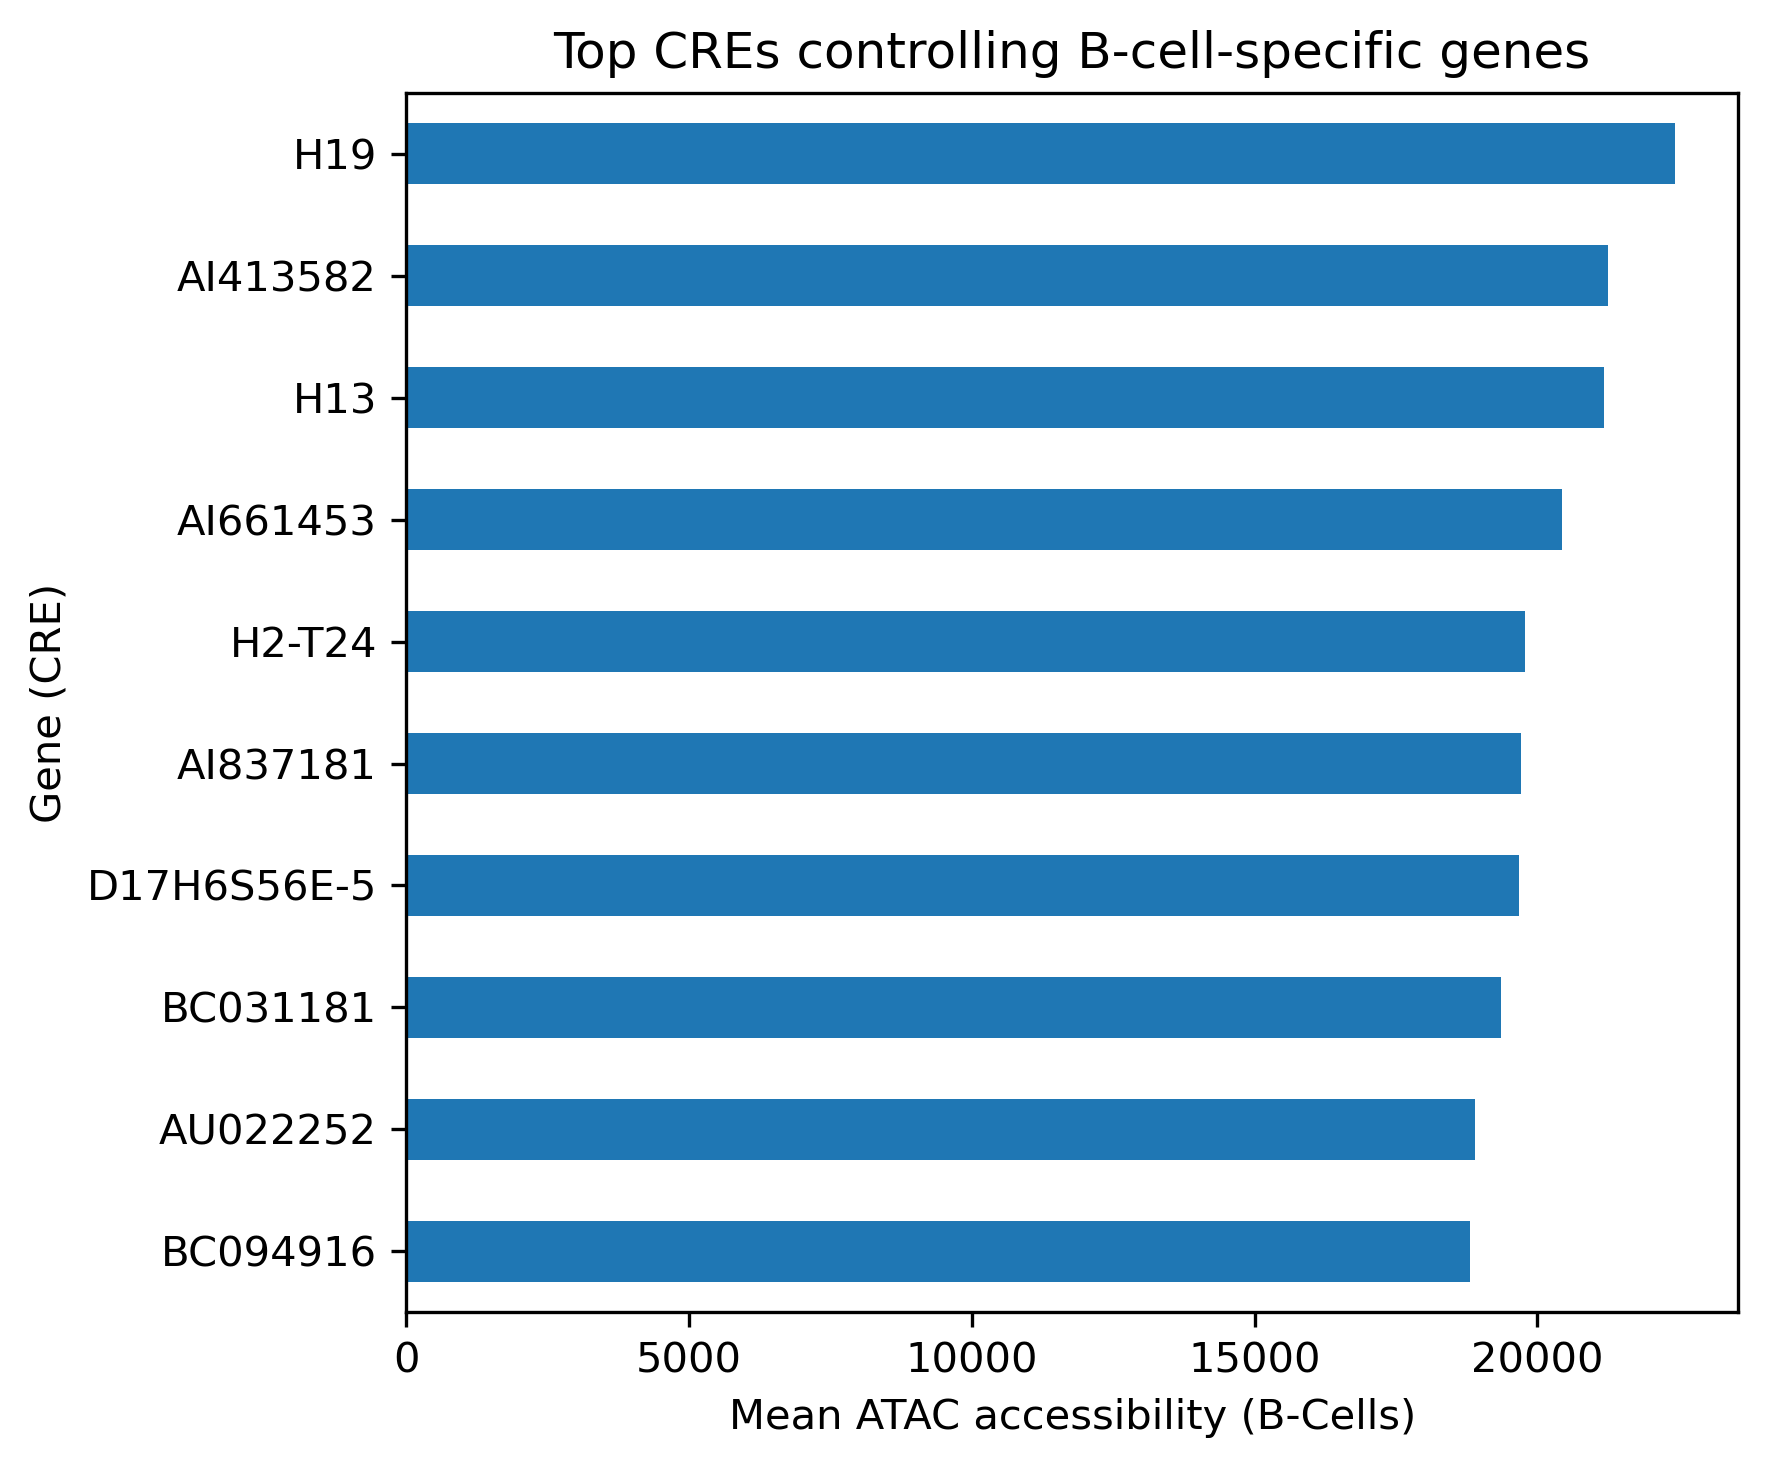 Top CREs controlling B-cell-specific genes
Gene (CRE)
H19
AI413582
H13
AI661453
H2-T24
AI837181
D17H6S56E-5
BC031181
AU022252
BC094916
0 5000 10000 15000 20000
Mean ATAC accessibility (B-Cells)